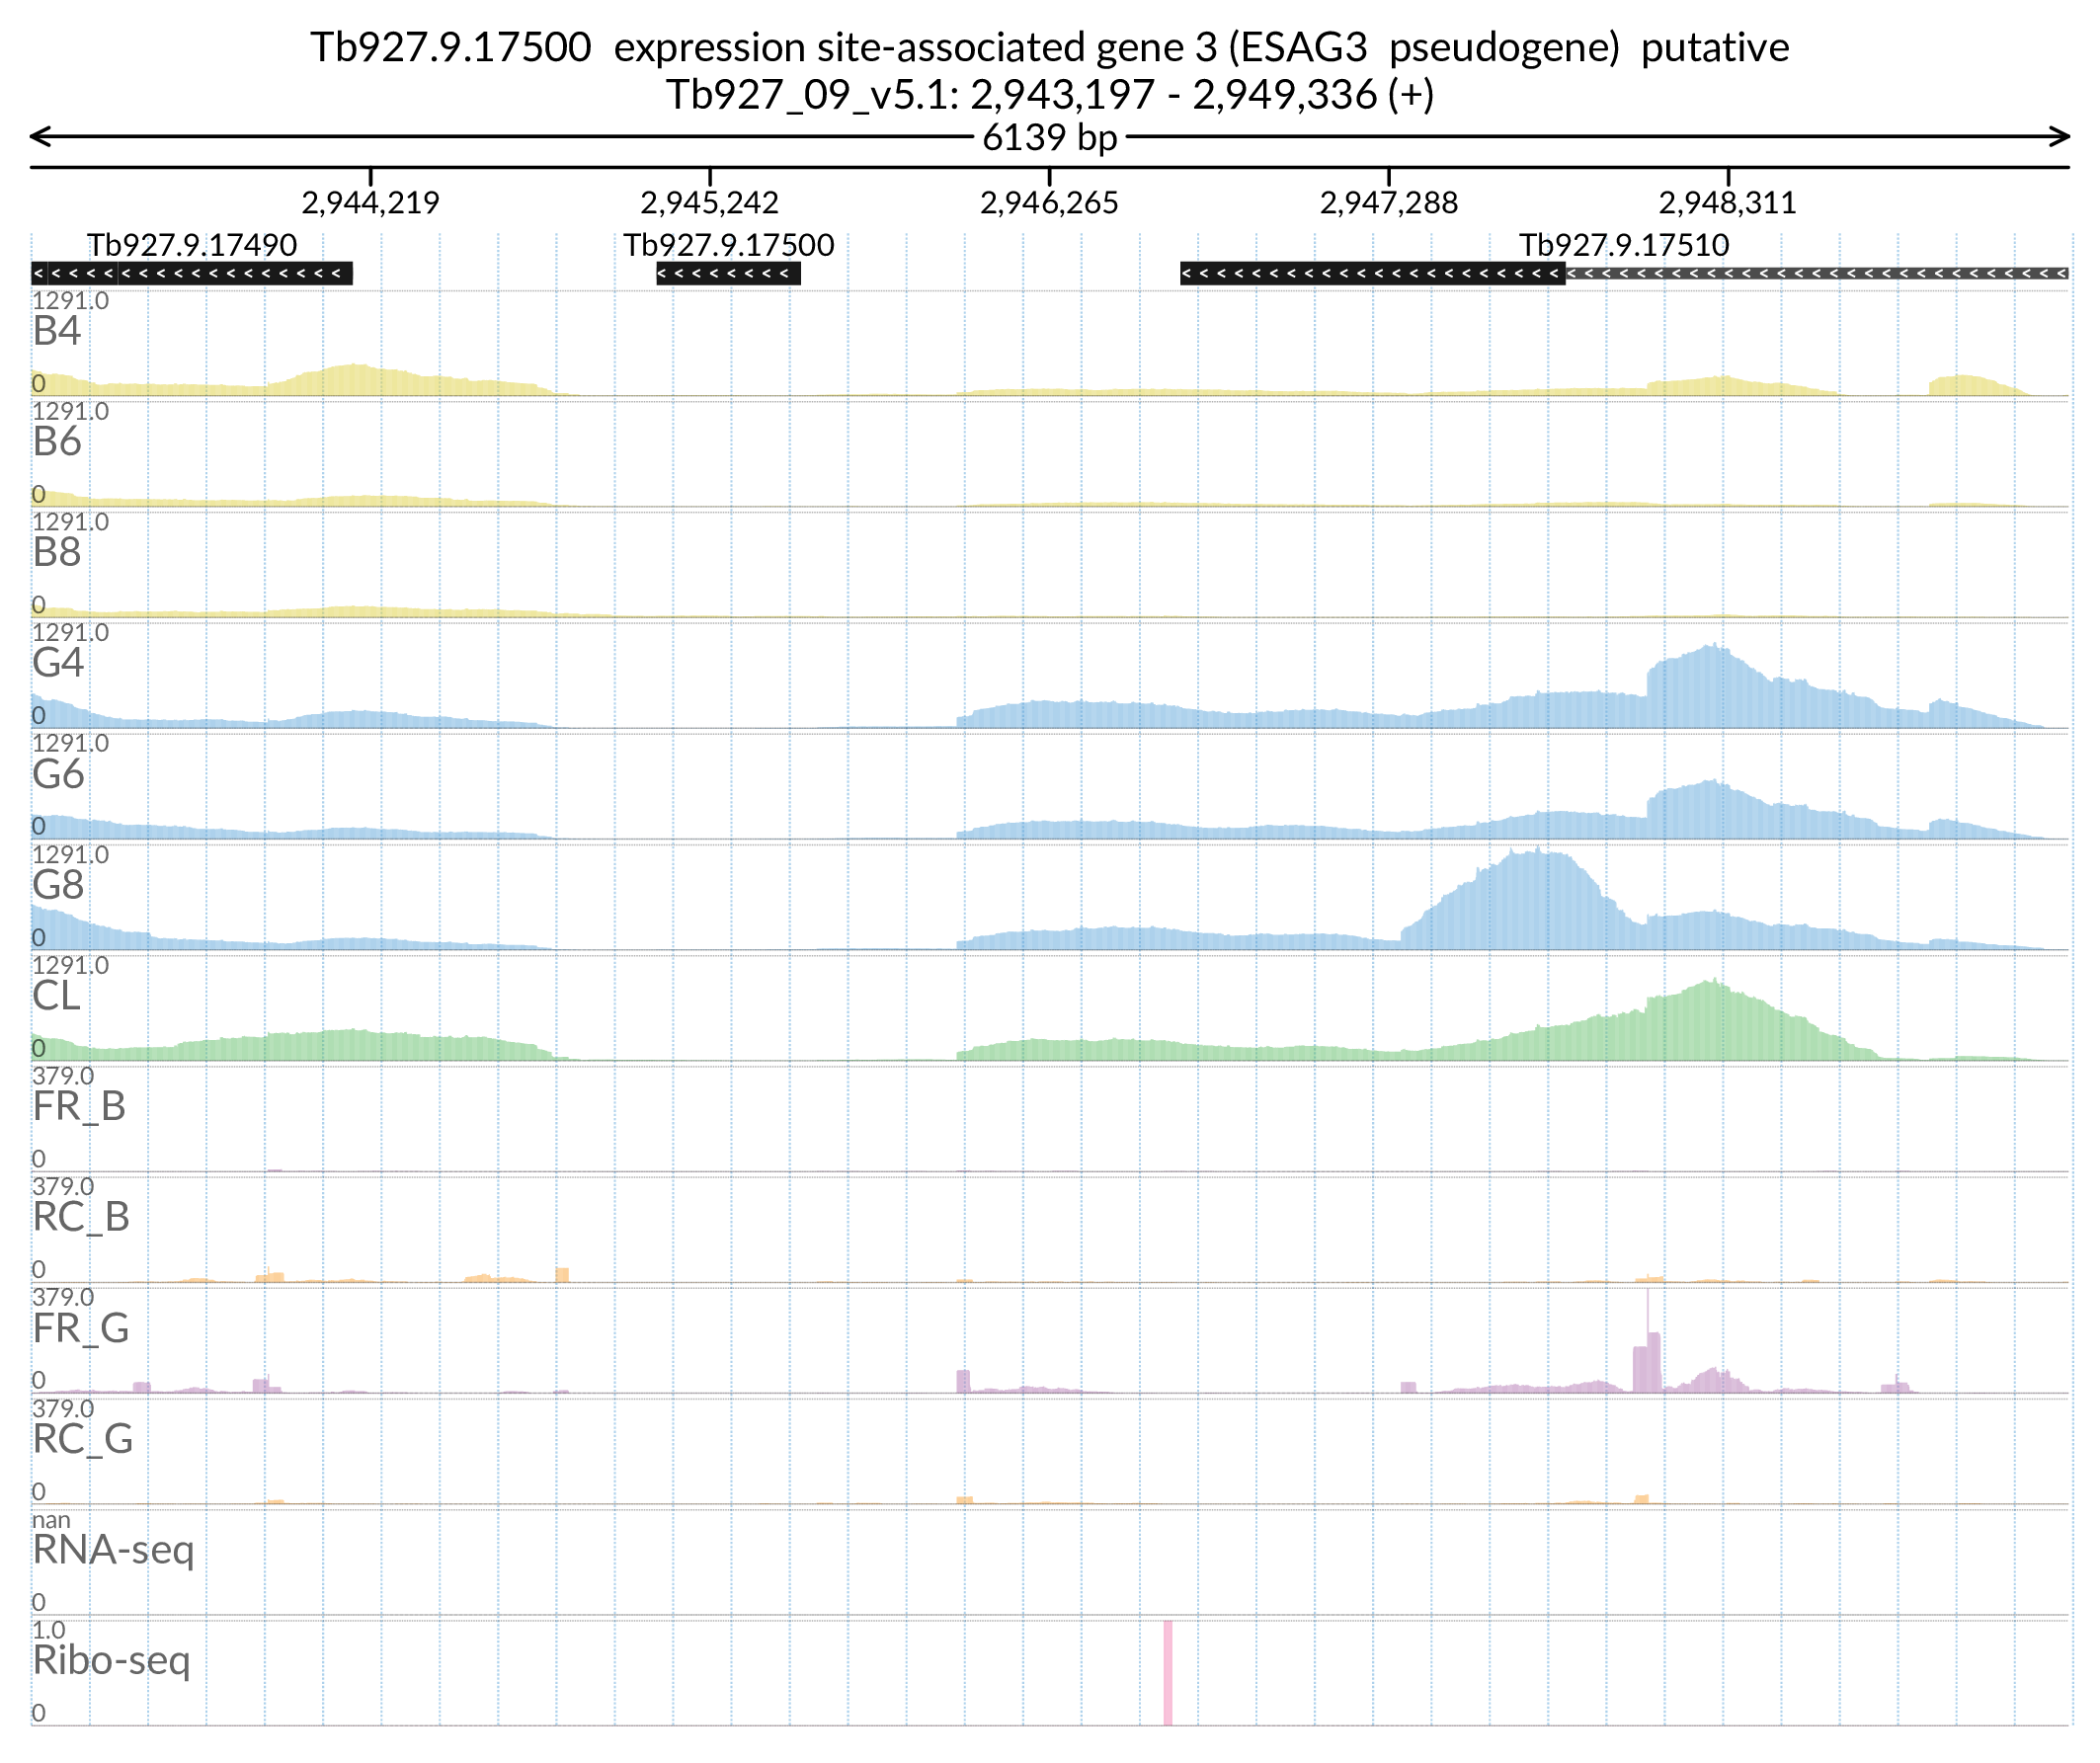 Tb927.9.17500 expression site-associated gene 3 (ESAG3 pseudogene) putative
Tb927_09_v5.1: 2,943,197 - 2,949,336 (+)
6139 bp
2,944,219 2,945,242 2,946,265 2,947,288 2,948,311
Tb927.9.17490 Tb927.9.17500 Tb927.9.17510
1291.0
B4
0
1291.0
B6
0
1291.0
B8
0
1291.0
G4
0
1291.0
G6
0
1291.0
G8
0
1291.0
CL
0
379.0
FR_B
0
379.0
RC_B
0
379.0
FR_G
0
379.0
RC_G
0
nan
RNA-seq
0
1.0
Ribo-seq
0